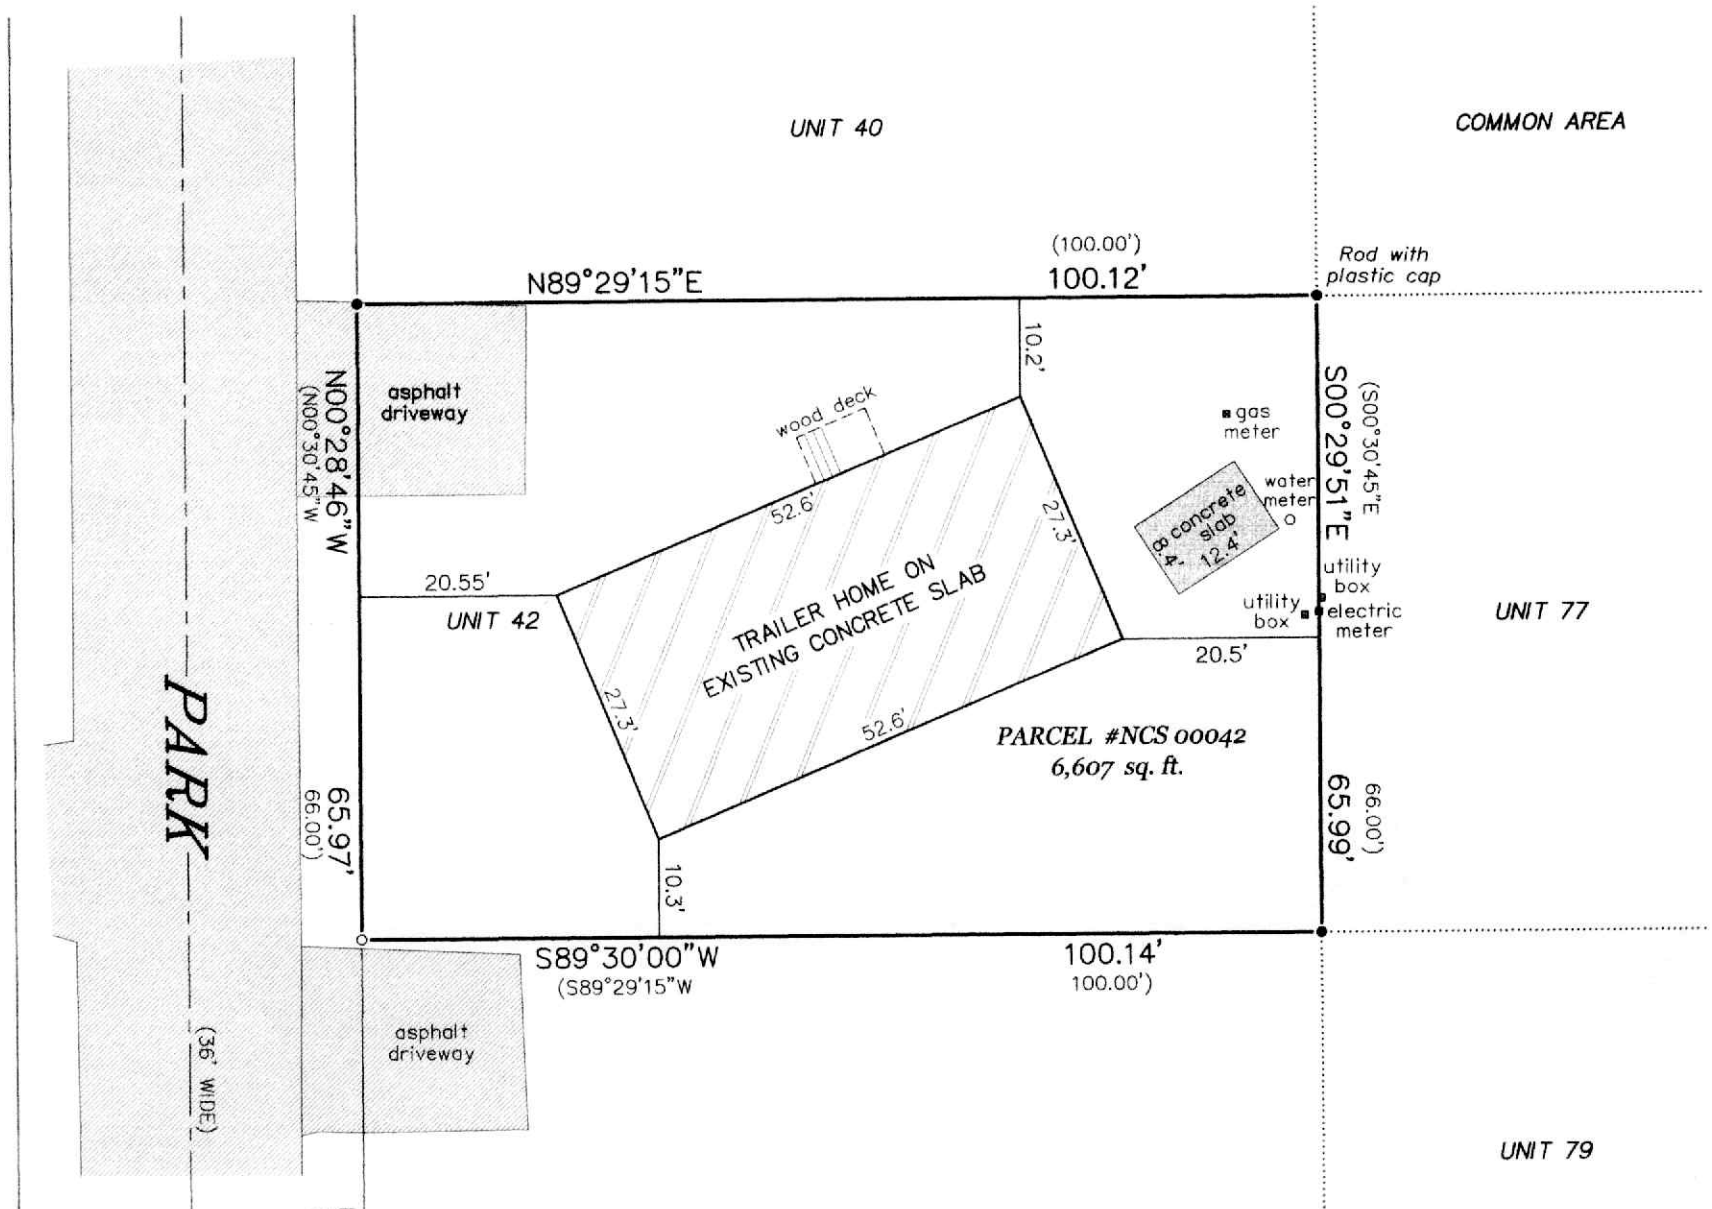 UNIT 40
COMMON AREA
(100.00')
N89°29'15"E
100.12'
Rod with
plastic cap
asphalt
driveway
N00°28'46"W
(N00°30'45"W
10.2'
wood deck
52.6'
27.3'
gas
meter
water
meter
concrete
slab
8.4'
12.4'
S00°29'51"E
(S00°30'45"E
20.55'
UNIT 42
TRAILER HOME ON
EXISTING CONCRETE SLAB
utility
box
utility
box
electric
meter
UNIT 77
20.5'
27.3'
52.6'
PARCEL #NCS 00042
6,607 sq. ft.
PARK
65.97'
66.00')
65.99'
66.00')
10.3'
S89°30'00"W
(S89°29'15"W
100.14'
100.00')
asphalt
driveway
(36' WIDE)
UNIT 79